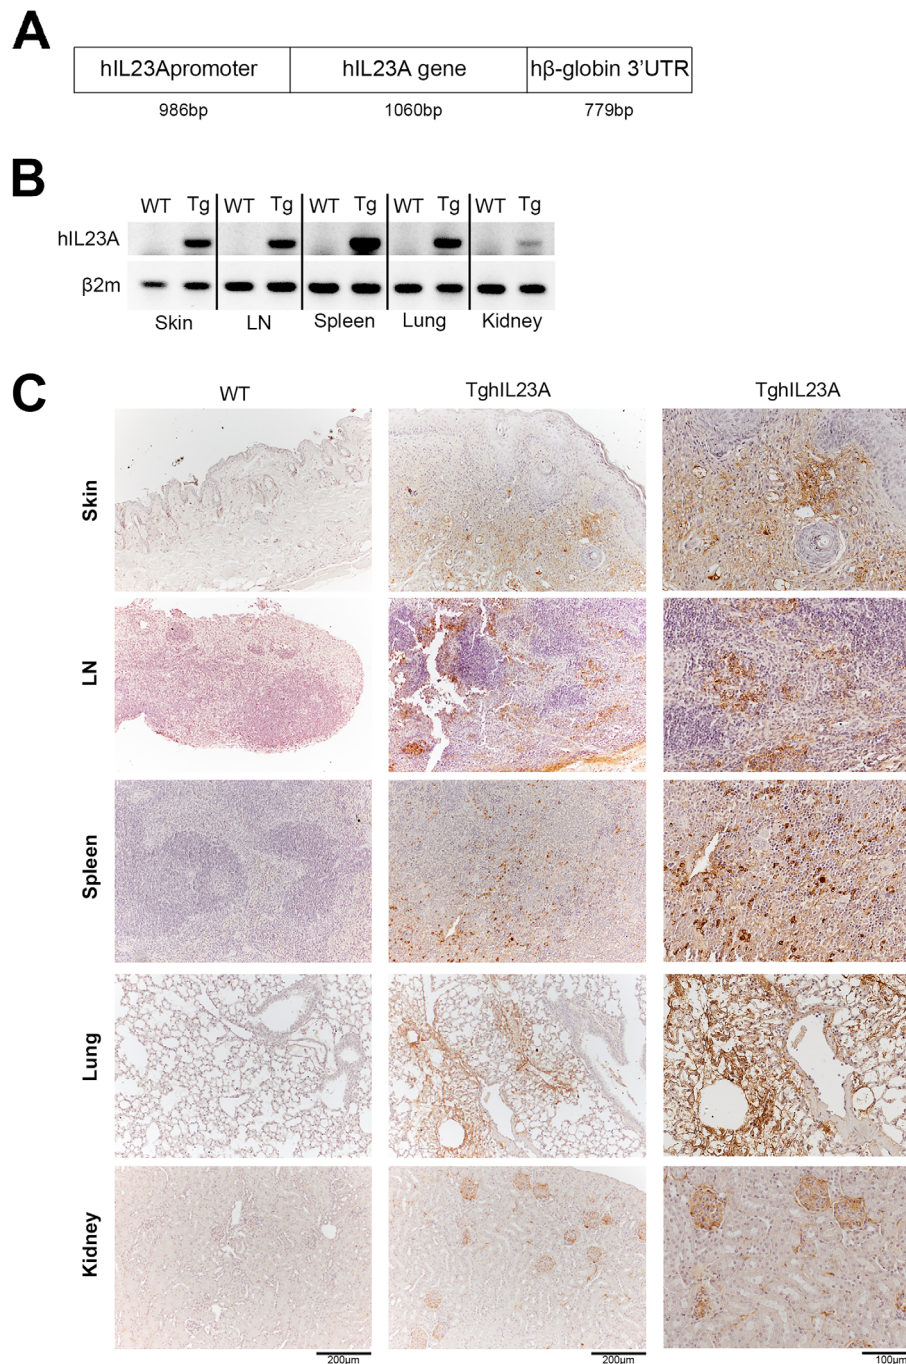 A
hIL23Apromoter hIL23A gene hβ-globin 3'UTR
986bp 1060bp 779bp
B
WT Tg WT Tg WT Tg WT Tg WT Tg
hIL23A
β2m
Skin LN Spleen Lung Kidney
C
WT TghIL23A TghIL23A
Skin
LN
Spleen
Lung
Kidney
200µm 200µm 100µm